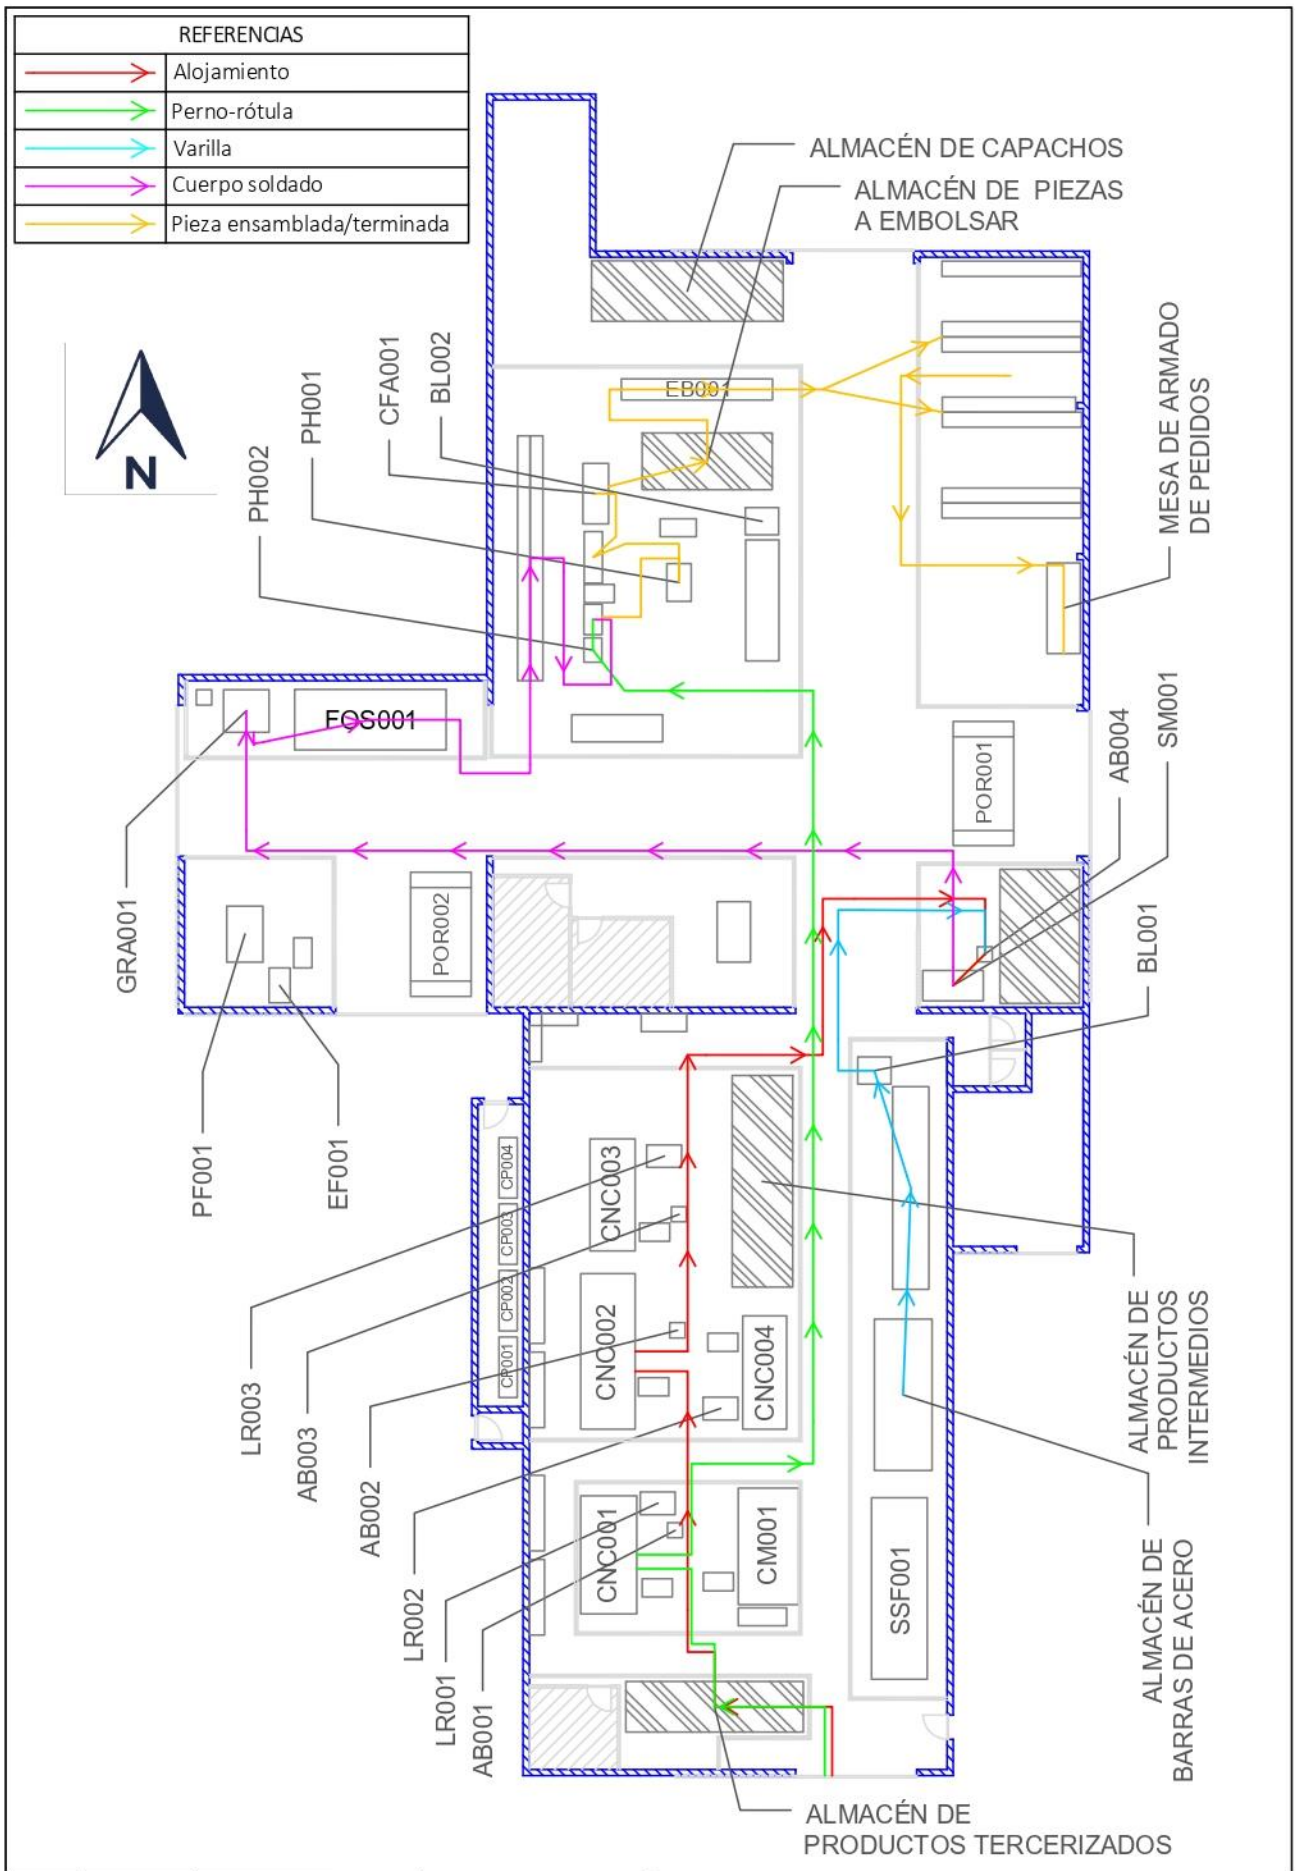 REFERENCIAS
Alojamiento
Perno-rótula
Varilla
Cuerpo soldado
Pieza ensamblada/terminada
ALMACÉN DE CAPACHOS
ALMACÉN DE PIEZAS
A EMBOLSAR
N
PH002
PH001
CFA001
BL002
EB001
MESA DE ARMADO
DE PEDIDOS
FOS001
POR001
AB004
SM001
GRA001
POR002
BL001
PF001
EF001
CP004
CP003
CP002
CP001
CNC003
CNC002
CNC004
LR003
AB003
AB002
LR002
LR001
AB001
CNC001
CM001
SSF001
ALMACÉN DE
PRODUCTOS
INTERMEDIOS
ALMACÉN DE
BARRAS DE ACERO
ALMACÉN DE
PRODUCTOS TERCERIZADOS